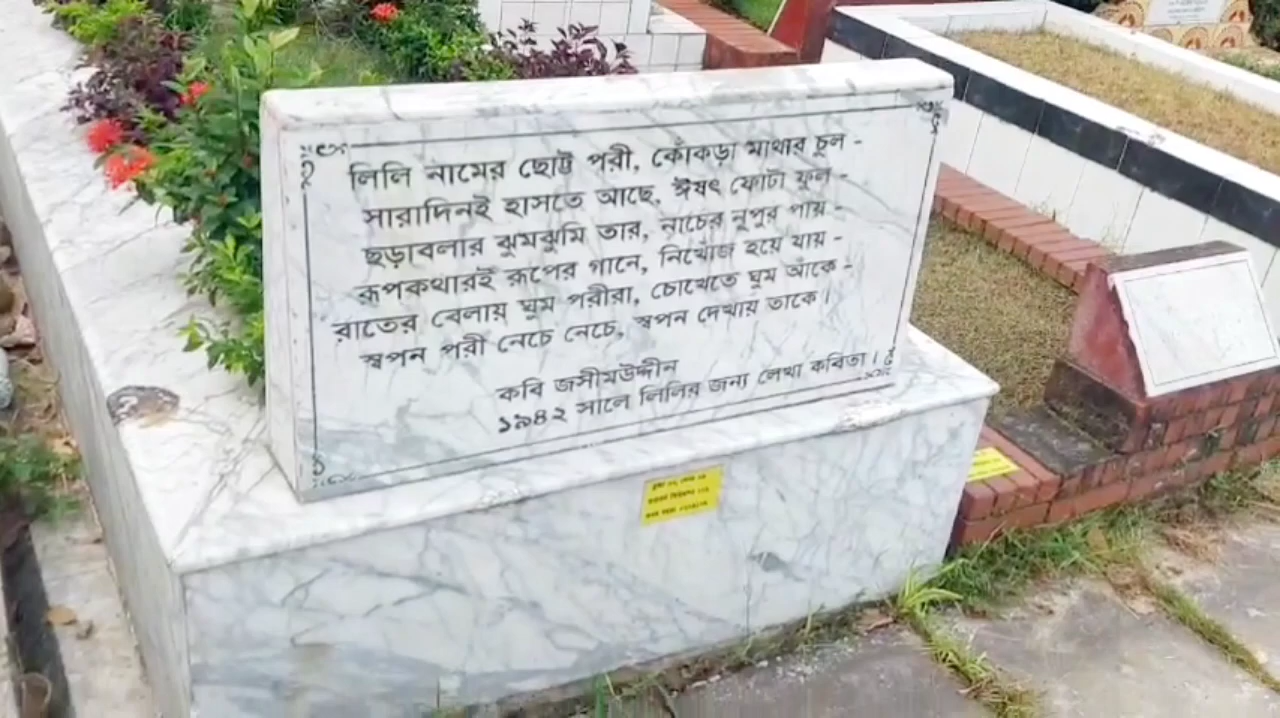 লিলি নামের ছোট্ট পরী, কোঁকড়া মাথার চুল -
সারাদিনই হাসতে আছে, ঈষৎ ফোটা ফুল -
ছড়াবলার ঝুমঝুমি তার, নাচের নুপুর পায় -
রূপকথারই রূপের গানে, নিখোঁজ হয়ে যায় -
রাতের বেলায় ঘুম পরীরা, চোখেতে ঘুম আঁকে -
স্বপন পরী নেচে নেচে, স্বপন দেখায় তাকে।
কবি জসীমউদ্দীন
১৯৪২ সালে লিলির জন্য লেখা কবিতা।